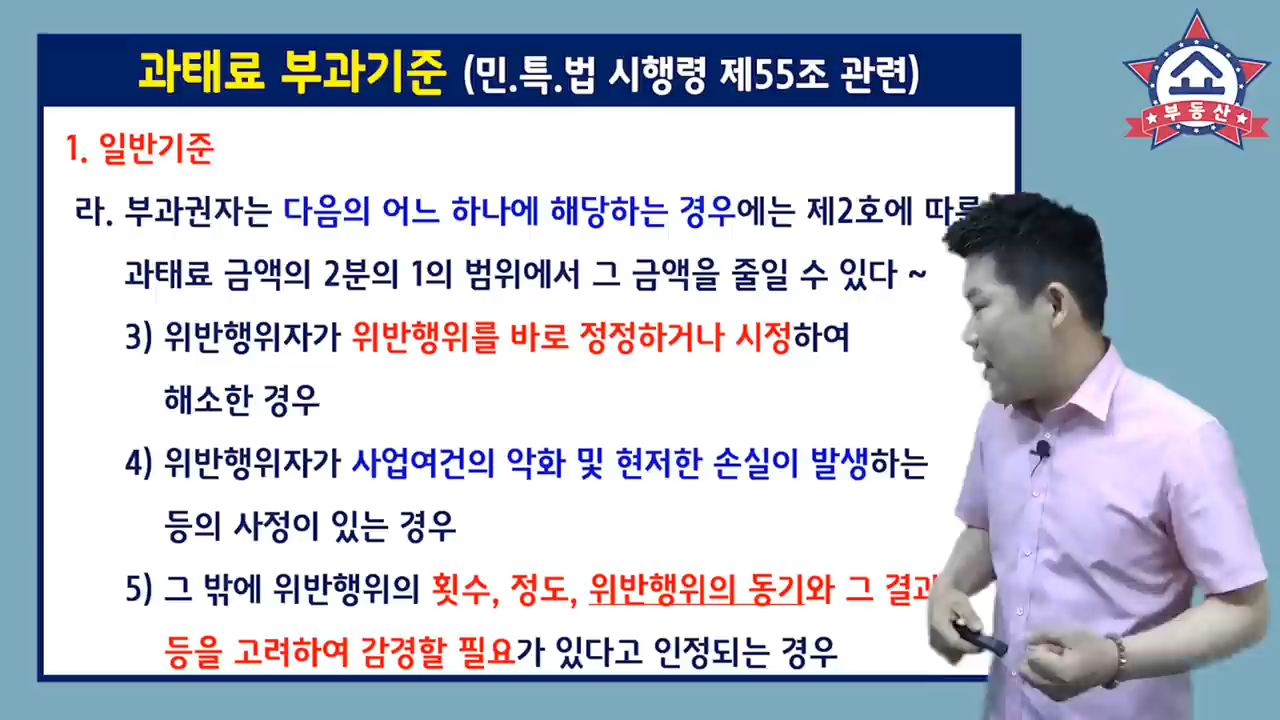 과태료 부과기준 (민.특.법 시행령 제55조 관련)
부동산
1. 일반기준
라. 부과권자는 다음의 어느 하나에 해당하는 경우에는 제2호에
과태료 금액의 2분의 1의 범위에서 그 금액을 줄일 수 있다 ~
3) 위반행위자가 위반행위를 바로 정정하거나 시정하여
해소한 경우
4) 위반행위자가 사업여건의 악화 및 현저한 손실이 발생하는
등의 사정이 있는 경우
5) 그 밖에 위반행위의 횟수, 정도, 위반행위의 동기와 그 결과
등을 고려하여 감경할 필요가 있다고 인정되는 경우